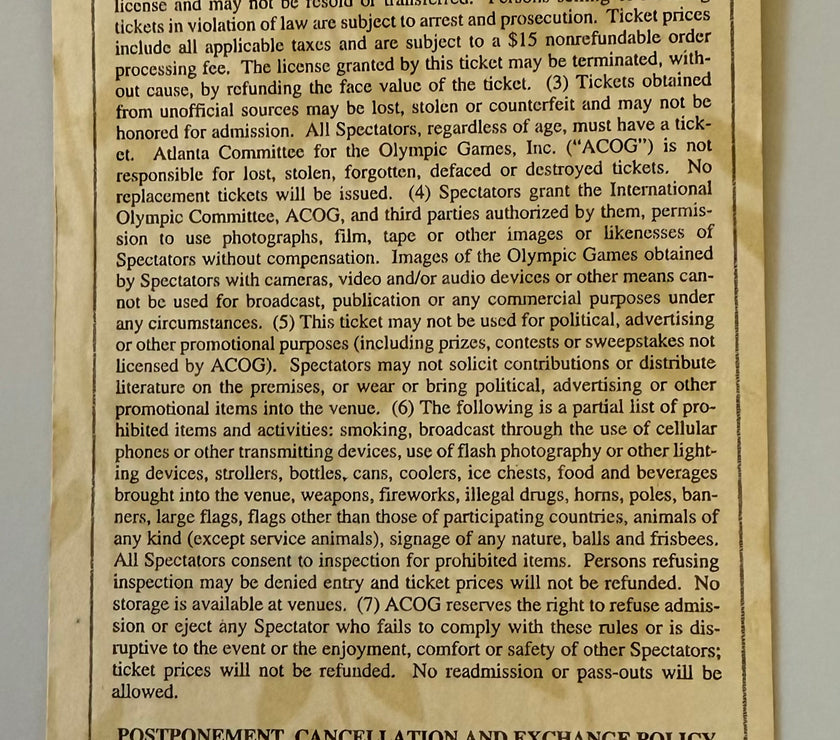 license and may not be resold or transferred. Persons
tickets in violation of law are subject to arrest and prosecution. Ticket prices
include all applicable taxes and are subject to a $15 nonrefundable order
processing fee. The license granted by this ticket may be terminated, with-
out cause, by refunding the face value of the ticket. (3) Tickets obtained
from unofficial sources may be lost, stolen or counterfeit and may not be
honored for admission. All Spectators, regardless of age, must have a tick-
et. Atlanta Committee for the Olympic Games, Inc. (“ACOG”) is not
responsible for lost, stolen, forgotten, defaced or destroyed tickets. No
replacement tickets will be issued. (4) Spectators grant the International
Olympic Committee, ACOG, and third parties authorized by them, permis-
sion to use photographs, film, tape or other images or likenesses of
Spectators without compensation. Images of the Olympic Games obtained
by Spectators with cameras, video and/or audio devices or other means can-
not be used for broadcast, publication or any commercial purposes under
any circumstances. (5) This ticket may not be used for political, advertising
or other promotional purposes (including prizes, contests or sweepstakes not
licensed by ACOG). Spectators may not solicit contributions or distribute
literature on the premises, or wear or bring political, advertising or other
promotional items into the venue. (6) The following is a partial list of pro-
hibited items and activities: smoking, broadcast through the use of cellular
phones or other transmitting devices, use of flash photography or other light-
ing devices, strollers, bottles, cans, coolers, ice chests, food and beverages
brought into the venue, weapons, fireworks, illegal drugs, horns, poles, ban-
ners, large flags, flags other than those of participating countries, animals of
any kind (except service animals), signage of any nature, balls and frisbees.
All Spectators consent to inspection for prohibited items. Persons refusing
inspection may be denied entry and ticket prices will not be refunded. No
storage is available at venues. (7) ACOG reserves the right to refuse admis-
sion or eject any Spectator who fails to comply with these rules or is dis-
ruptive to the event or the enjoyment, comfort or safety of other Spectators;
ticket prices will not be refunded. No readmission or pass-outs will be
allowed.
POSTPONEMENT, CANCELLATION AND EXCHANGE POLICY